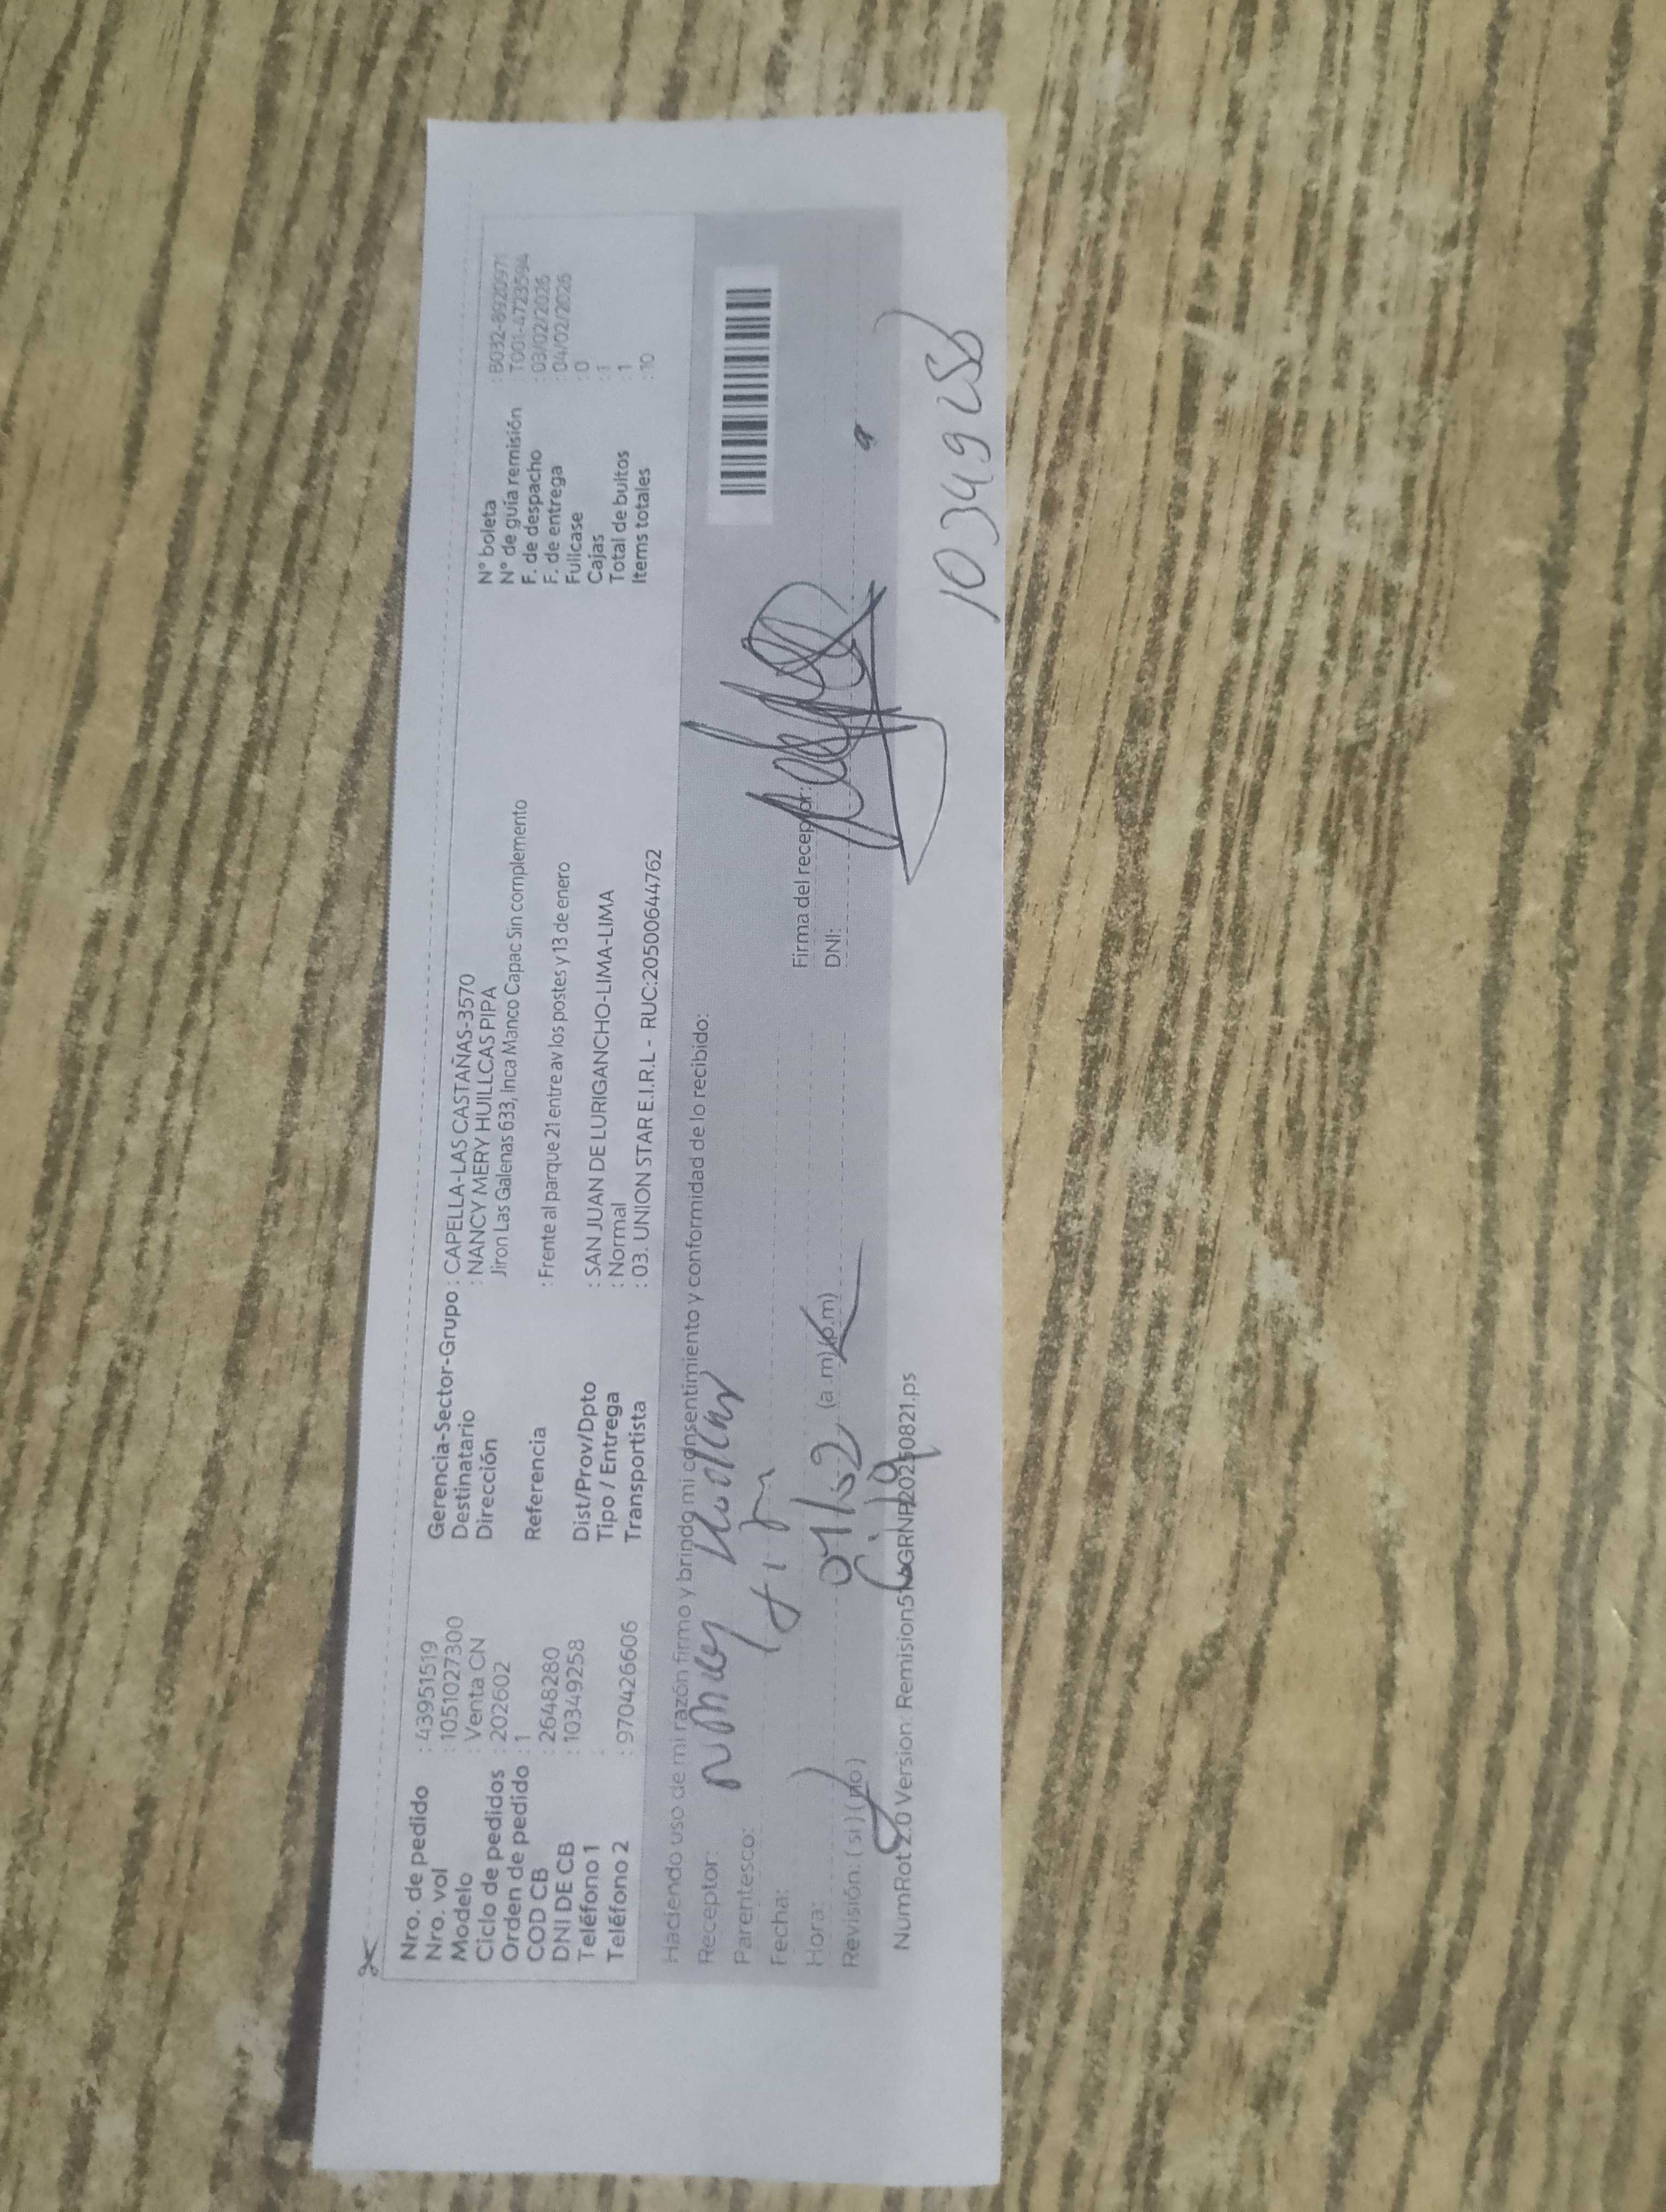 Nro. de pedido : 43951519
Nro. vol : 1051027300
Modelo : Venta CN
Ciclo de pedidos : 202602
Orden de pedido : 1
COD CB : 2648280
DNI DE CB : 10349258
Teléfono 1 :
Teléfono 2 : 970426606
Gerencia-Sector-Grupo : CAPELLA-LAS CASTAÑAS-3570
Destinatario : NANCY MERY HUILLCAS PIPA
Dirección Jiron Las Galenas 633, Inca Manco Capac Sin complemento
Referencia : Frente al parque 21 entre av los postes y 13 de enero
Dist/Prov/Dpto : SAN JUAN DE LURIGANCHO-LIMA-LIMA
Tipo / Entrega : Normal
Transportista : 03. UNION STAR E.I.R.L - RUC:20500644762
N° boleta : B032-89209971
N° de guía remisión : T001-4723594
F. de despacho : 03/02/2026
F. de entrega : 04/02/2026
Fullcase : 0
Cajas : 1
Total de bultos : 1
Items totales : 10
Haciendo uso de mi razón firmo y brindo mi consentimiento y conformidad de lo recibido:
Receptor:
Parentesco:
Fecha:
Hora: (a.m) (p.m)
Revisión: ( si ) ( no )
Firma del receptor:
DNI:
10349258
NumRot 2.0 Version: